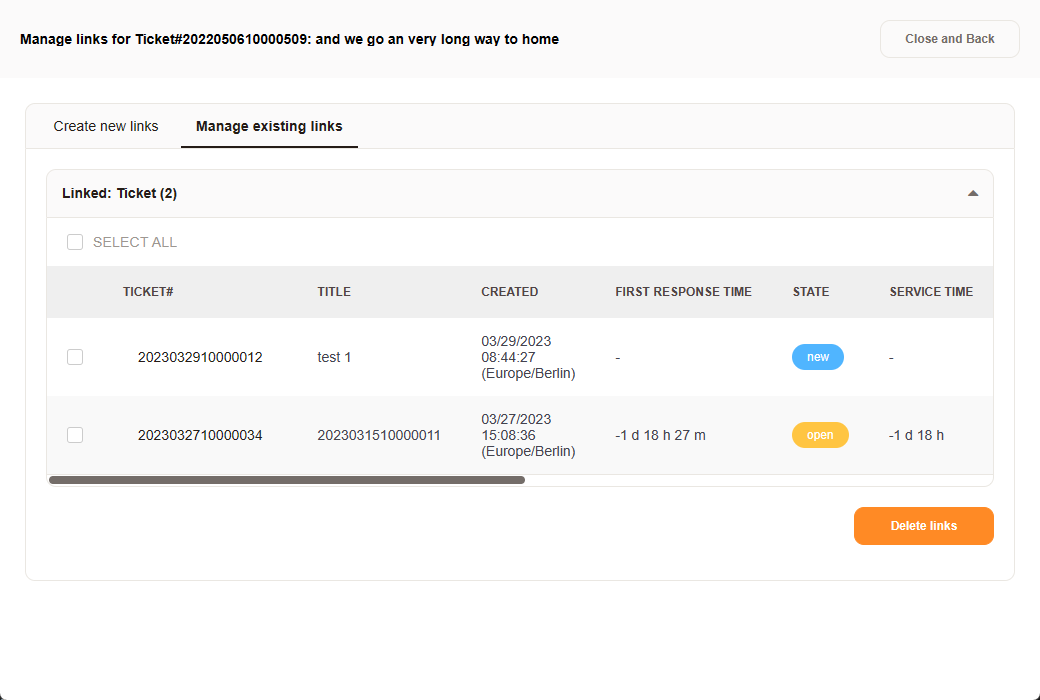 Manage links for Ticket#2022050610000509: and we go an very long way to home
Close and Back
Create new links
Manage existing links
Linked: Ticket (2)
SELECT ALL
TICKET# TITLE CREATED FIRST RESPONSE TIME STATE SERVICE TIME
2023032910000012 test 1 03/29/2023 08:44:27 (Europe/Berlin) - new -
2023032710000034 2023031510000011 03/27/2023 15:08:36 (Europe/Berlin) -1 d 18 h 27 m open -1 d 18 h
Delete links